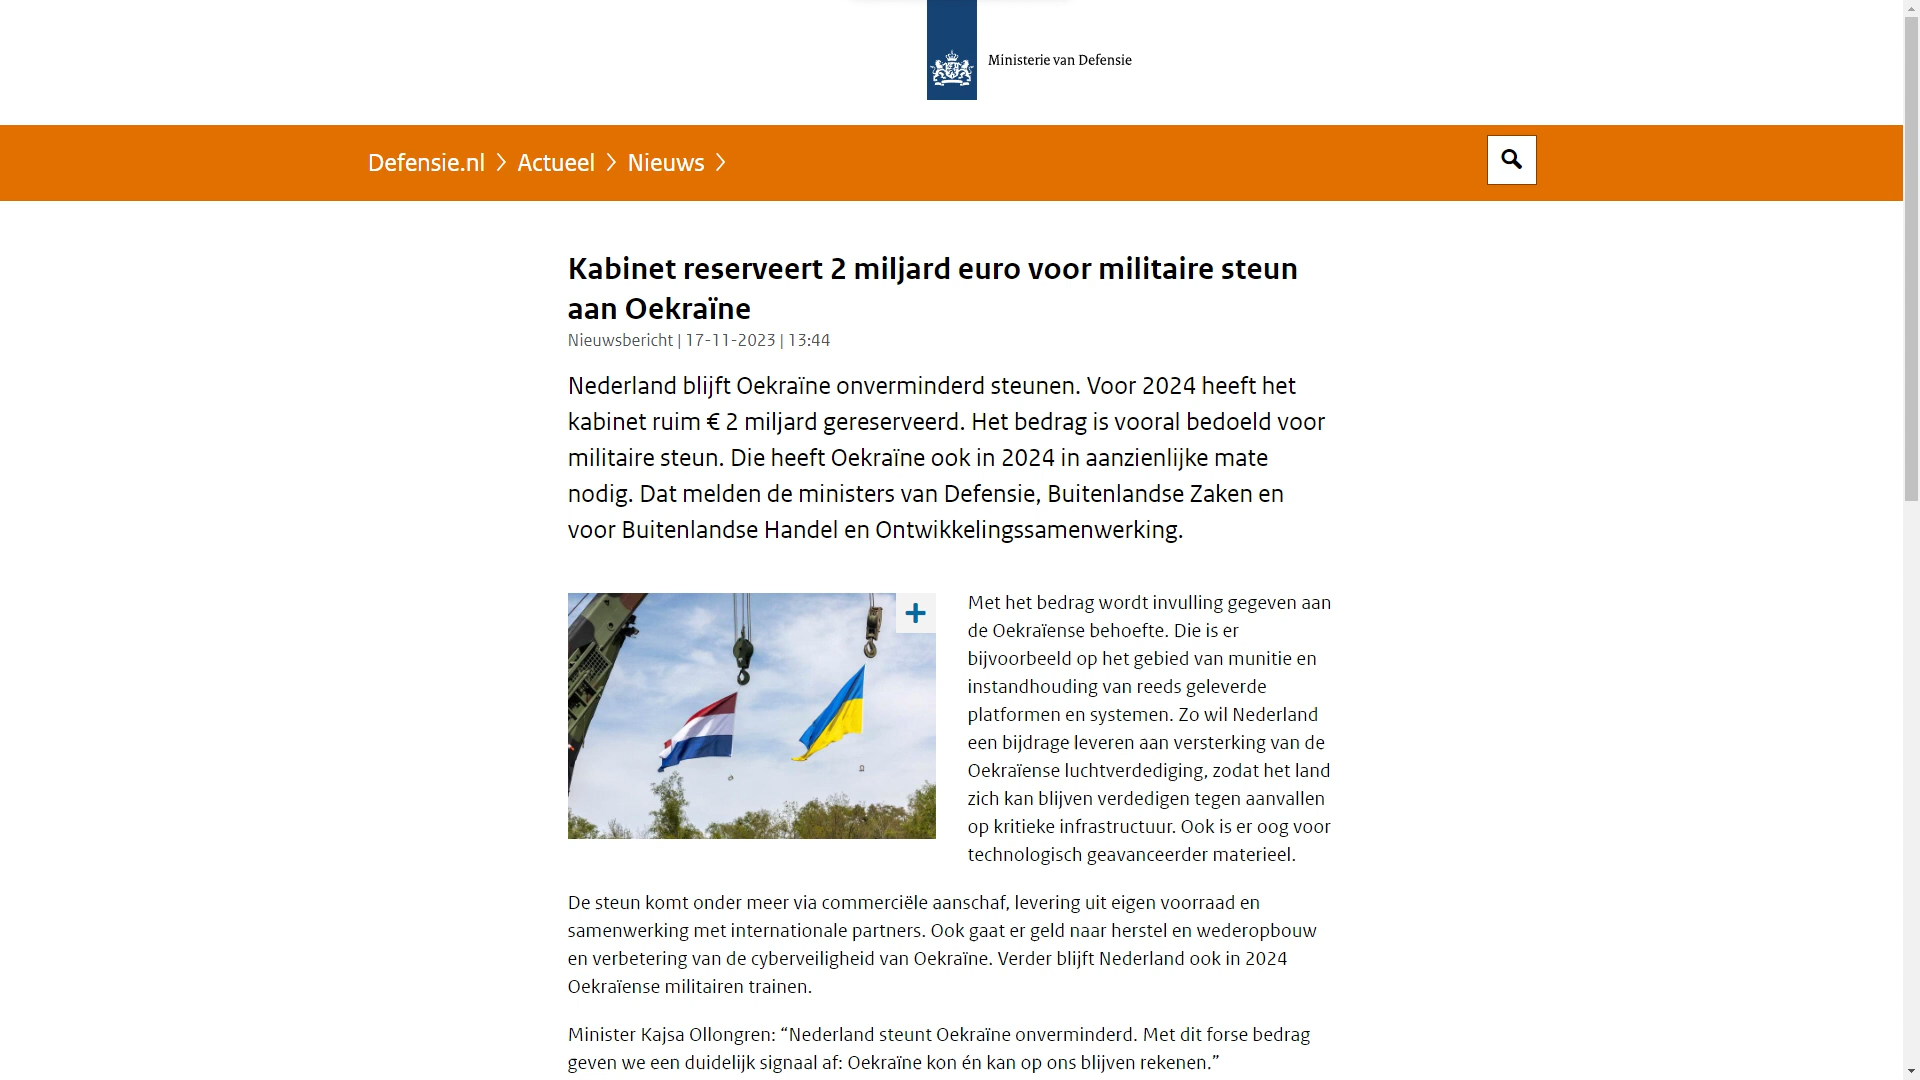 Ministerie van Defensie
Defensie.nl
Actueel
Nieuws
Kabinet reserveert 2 miljard euro voor militaire steun
aan Oekraïne
Nieuwsbericht | 17-11-2023 | 13:44
Nederland blijft Oekraïne onverminderd steunen. Voor 2024 heeft het
kabinet ruim € 2 miljard gereserveerd. Het bedrag is vooral bedoeld voor
militaire steun. Die heeft Oekraïne ook in 2024 in aanzienlijke mate
nodig. Dat melden de ministers van Defensie, Buitenlandse Zaken en
voor Buitenlandse Handel en Ontwikkelingssamenwerking.
Met het bedrag wordt invulling gegeven aan
de Oekraïense behoefte. Die is er
bijvoorbeeld op het gebied van munitie en
instandhouding van reeds geleverde
platformen en systemen. Zo wil Nederland
een bijdrage leveren aan versterking van de
Oekraïense luchtverdediging, zodat het land
zich kan blijven verdedigen tegen aanvallen
op kritieke infrastructuur. Ook is er oog voor
technologisch geavanceerder materieel.
De steun komt onder meer via commerciële aanschaf, levering uit eigen voorraad en
samenwerking met internationale partners. Ook gaat er geld naar herstel en wederopbouw
en verbetering van de cyberveiligheid van Oekraïne. Verder blijft Nederland ook in 2024
Oekraïense militairen trainen.
Minister Kajsa Ollongren: “Nederland steunt Oekraïne onverminderd. Met dit forse bedrag
geven we een duidelijk signaal af: Oekraïne kon én kan op ons blijven rekenen.”